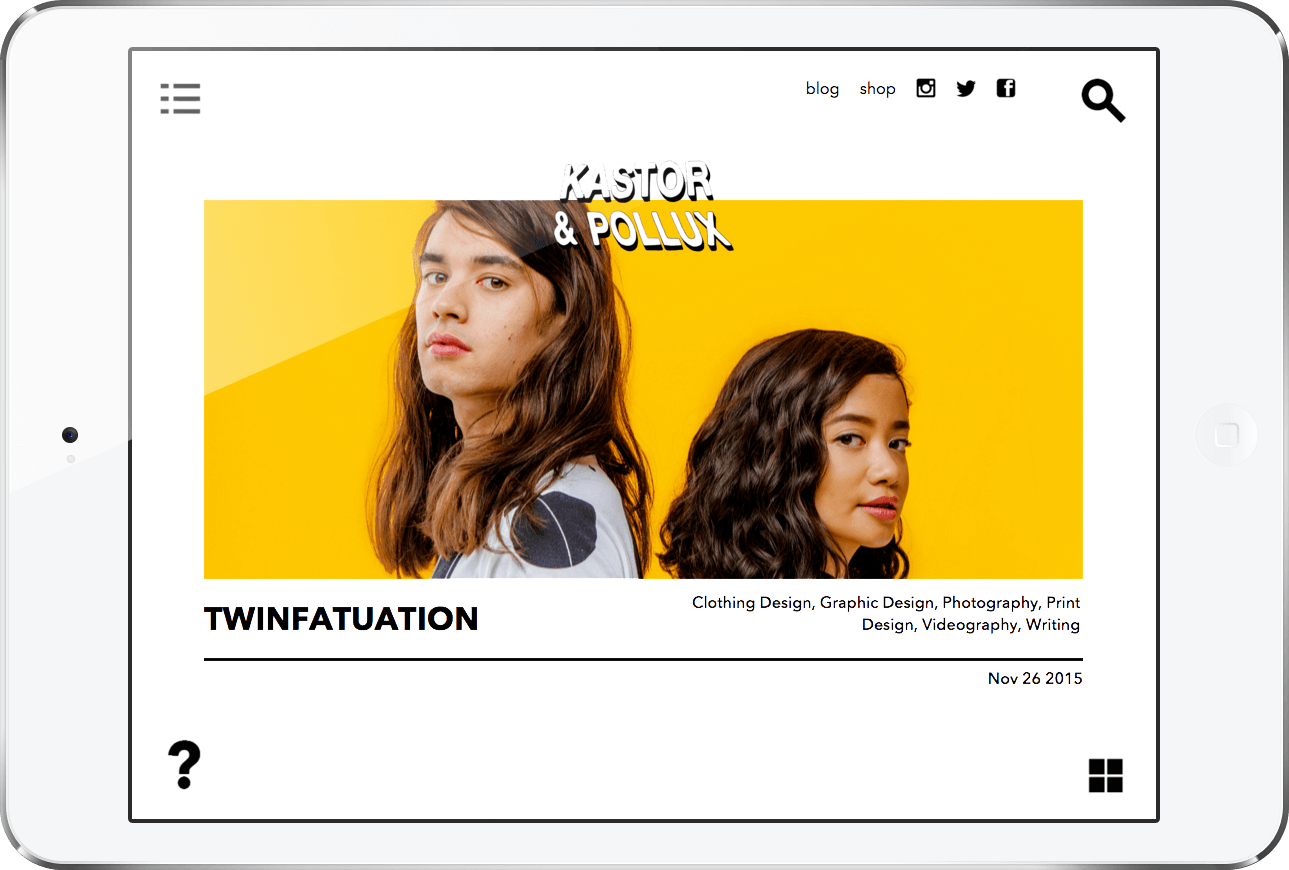 blog shop
KASTOR
& POLLUX
TWINFATUATION
Clothing Design, Graphic Design, Photography, Print
Design, Videography, Writing
Nov 26 2015